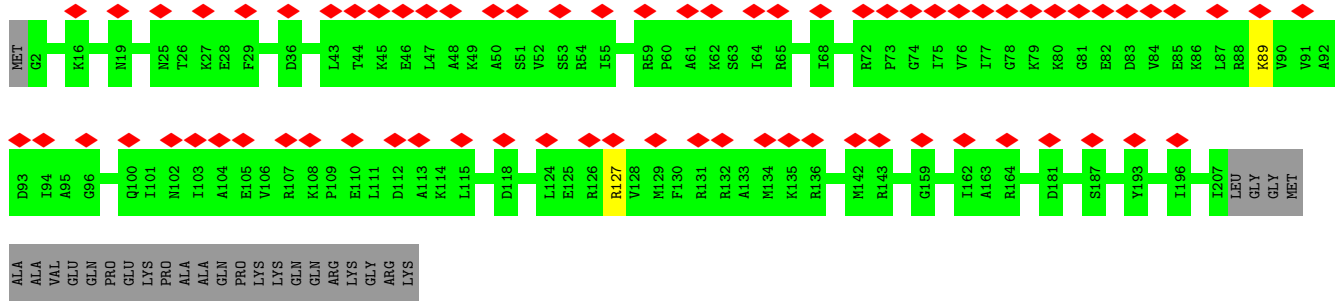 MET G2 K16 N19 N25 T26 K27 E28 F29 D36 L43 T44 K45 E46 L47 A48 K49 A50 S51 V52 S53 R54 I55 R59 P60 A61 K62 S63 I64 R65 I68 R72 P73 G74 I75 V76 I77 G78 K79 K80 G81 E82 D83 V84 E85 K86 L87 R88 K89 V90 V91 A92
D93 I94 A95 G96 Q100 I101 N102 I103 A104 E105 V106 R107 K108 P109 E110 L111 D112 A113 K114 L115 D118 L124 E125 R126 R127 V128 M129 F130 R131 R132 A133 M134 K135 R136 M142 R143 G159 I162 A163 R164 D181 S187 Y193 I196 I207 LEU GLY GLY MET
ALA ALA VAL GLU GLN PRO GLU LYS PRO ALA ALA GLN PRO LYS LYS GLN GLN ARG LYS GLY ARG LYS